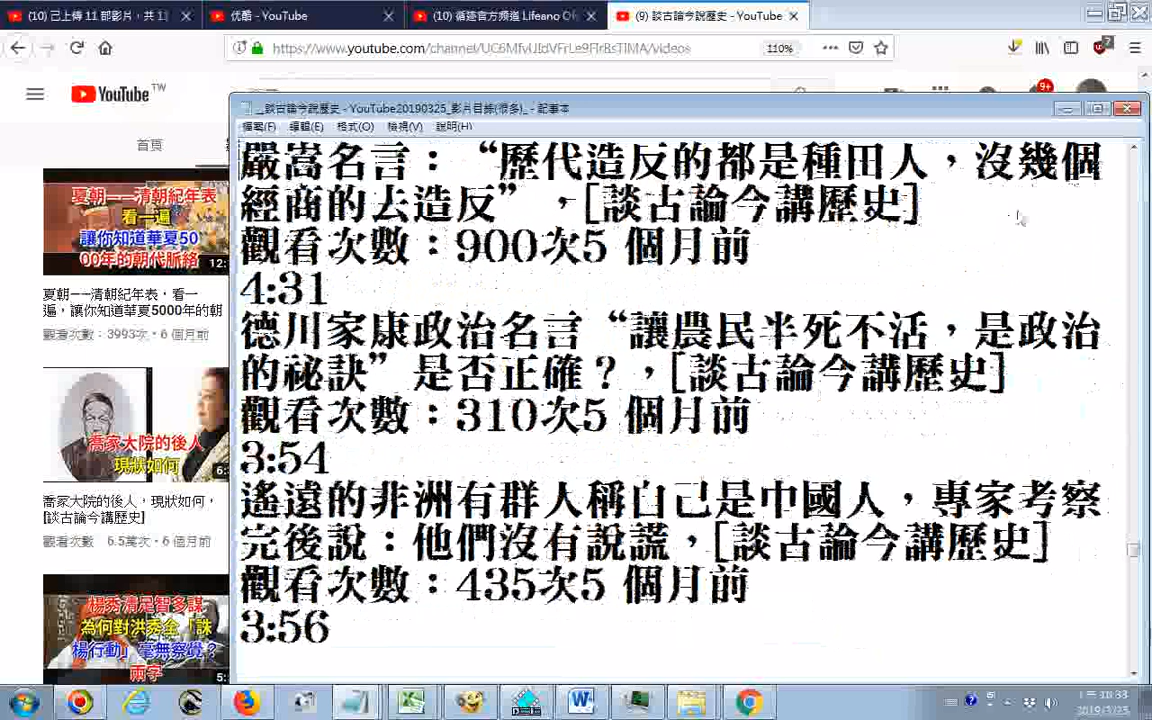 (10) 已上傳 11 部影片，共 1
优酷 - YouTube
(10) 循迹官方頻道 Lifeano Of
(9) 談古論今說歷史 - YouTube
110%
YouTube TW
9+
首頁
夏朝——清朝紀年表
看一遍
讓你知道華夏50
00年的朝代脈絡
12:
夏朝——清朝紀年表，看一
遍，讓你知道華夏5000年的朝
觀看次數：3993次 • 6 個月前
喬家大院的後人
現狀如何
6:
喬家大院的後人，現狀如何，
[談古論今講歷史]
觀看次數：6.5萬次 • 6 個月前
楊秀清足智多謀
為何對洪秀全「誅
楊行動」毫無察覺？
兩字
5:
__談古論今說歷史 - YouTube20190325_影片目錄(很多)_ - 記事本
檔案(F) 編輯(E) 格式(O) 檢視(V) 說明(H)
嚴嵩名言：“歷代造反的都是種田人，沒幾個
經商的去造反”，[談古論今講歷史]
觀看次數：900次5 個月前
4:31
德川家康政治名言“讓農民半死不活，是政治
的祕訣”是否正確？，[談古論今講歷史]
觀看次數：310次5 個月前
3:54
遙遠的非洲有群人稱自己是中國人，專家考察
完後說：他們沒有說謊，[談古論今講歷史]
觀看次數：435次5 個月前
3:56
2019/3/25